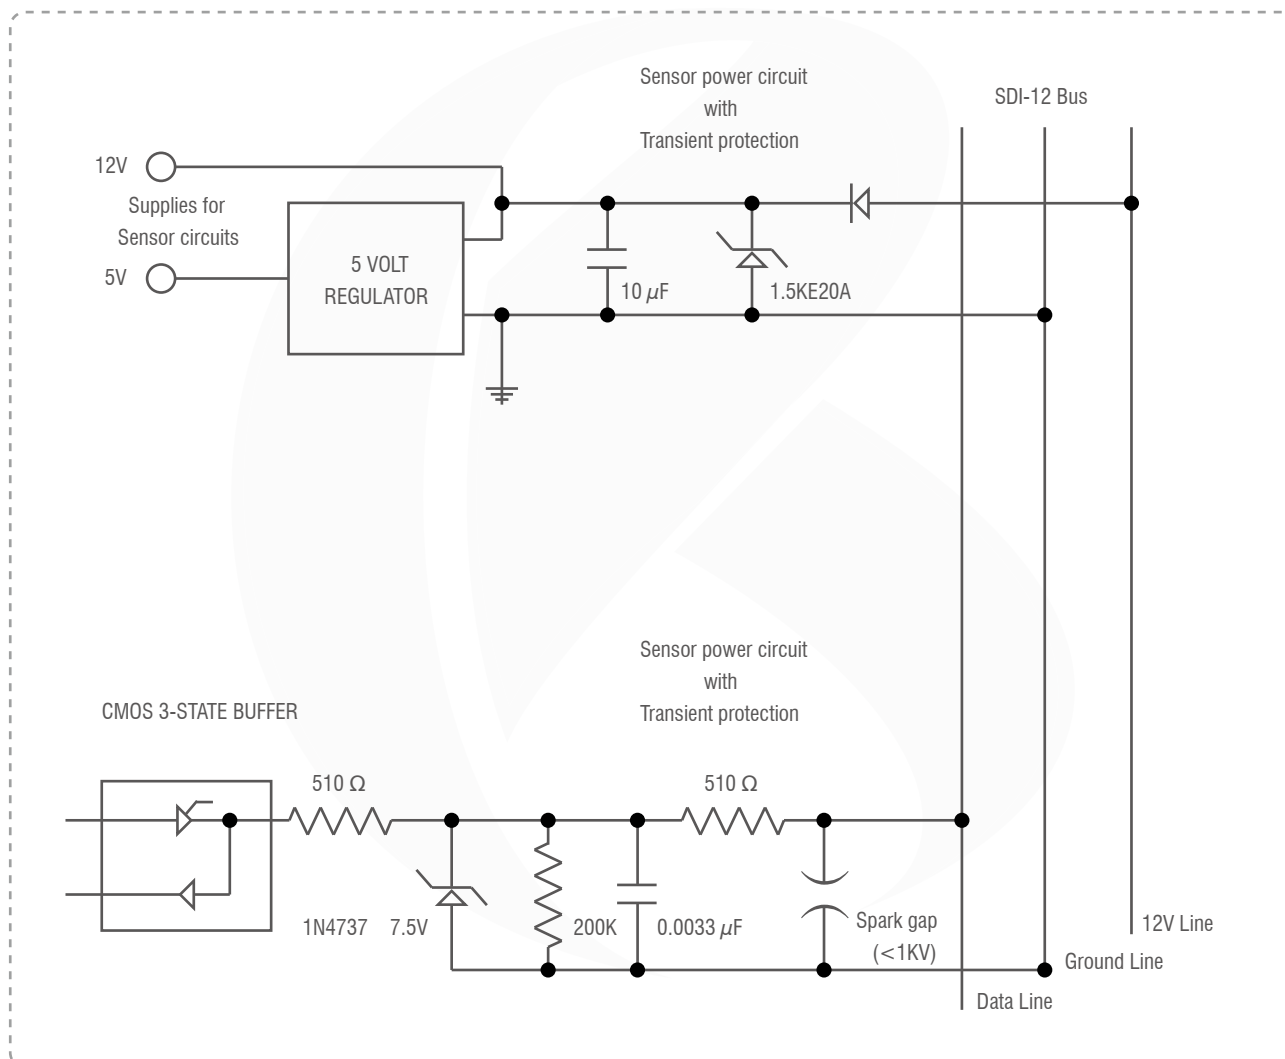 Sensor power circuit
with
Transient protection
SDI-12 Bus
12V
Supplies for
Sensor circuits
5V
5 VOLT
REGULATOR
10 µF
1.5KE20A
Sensor power circuit
with
Transient protection
CMOS 3-STATE BUFFER
510 Ω
510 Ω
1N4737 7.5V
200K
0.0033 µF
Spark gap
(<1KV)
12V Line
Ground Line
Data Line